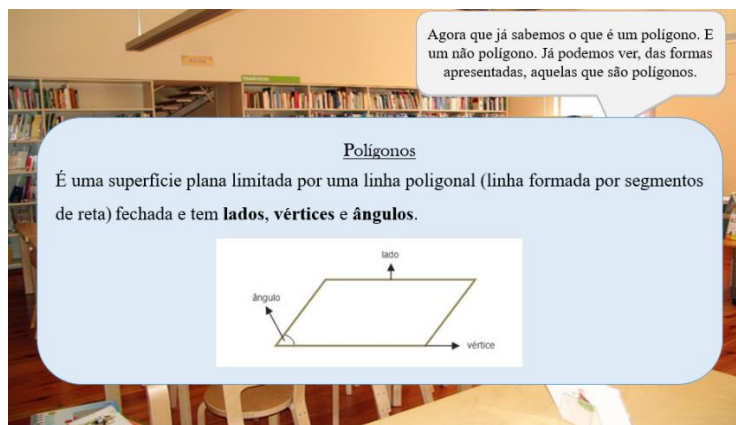 Agora que já sabemos o que é um polígono. E
um não polígono. Já podemos ver, das formas
apresentadas, aquelas que são polígonos.
Polígonos
É uma superfície plana limitada por uma linha poligonal (linha formada por segmentos
de reta) fechada e tem lados, vértices e ângulos.
lado
ângulo
vértice